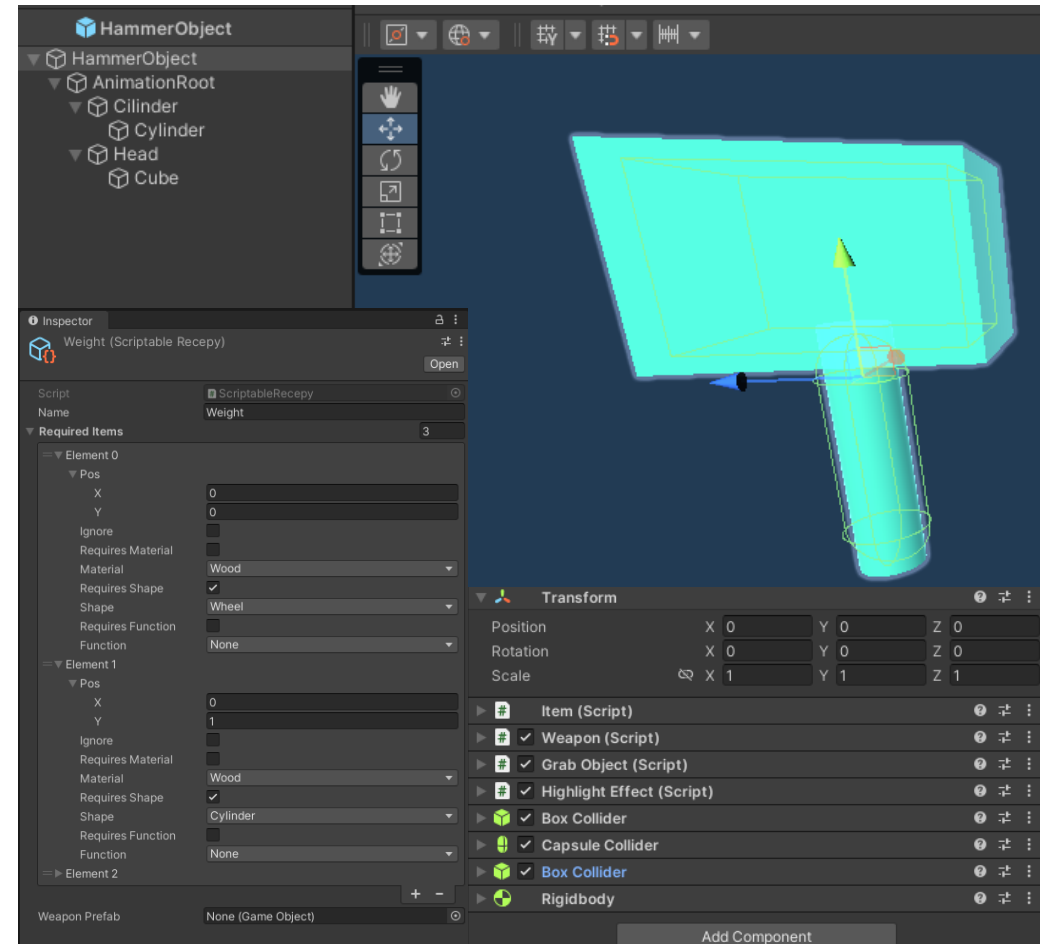 HammerObject
HammerObject
AnimationRoot
Cilinder
Cylinder
Head
Cube
Inspector
Weight (Scriptable Recepy)
Open
Script ScriptableRecepy
Name Weight
Required Items 3
Element 0
Pos
X 0
Y 0
Ignore
Requires Material
Material Wood
Requires Shape
Shape Wheel
Requires Function
Function None
Element 1
Pos
X 0
Y 1
Ignore
Requires Material
Material Wood
Requires Shape
Shape Cylinder
Requires Function
Function None
Element 2
+ -
Weapon Prefab None (Game Object)
Transform
Position X 0 Y 0 Z 0
Rotation X 0 Y 0 Z 0
Scale X 1 Y 1 Z 1
# Item (Script)
# Weapon (Script)
# Grab Object (Script)
# Highlight Effect (Script)
Box Collider
Capsule Collider
Box Collider
Rigidbody
Add Component